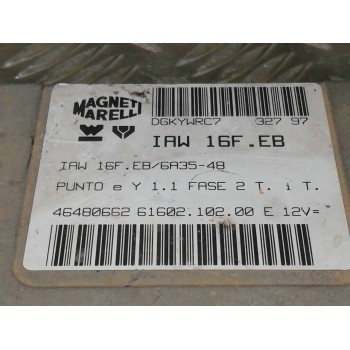 MAGNETI
MARELLI
DGKYWRC7 327 97
IAW 16F.EB
IAW 16F.EB/6A35-48
PUNTO e Y 1.1 FASE 2 T. i T.
46480662 61602.102.00 E 12V=